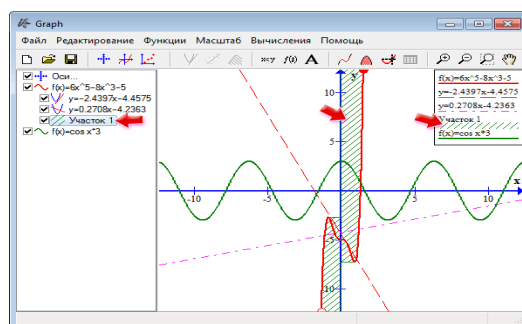 Graph
Файл Редактирование Функции Масштаб Вычисления Помощь
Оси...
f(x)=6x^5-8x^3-5
y=-2.4397x-4.4575
y=0.2708x-4.2363
Участок 1
f(x)=cos x*3
x=y f(x) A
y
x
10
5
-5
-10
-10
-5
5
10
f(x)=6x^5-8x^3-5
y=-2.4397x-4.4575
y=0.2708x-4.2363
Участок 1
f(x)=cos x*3